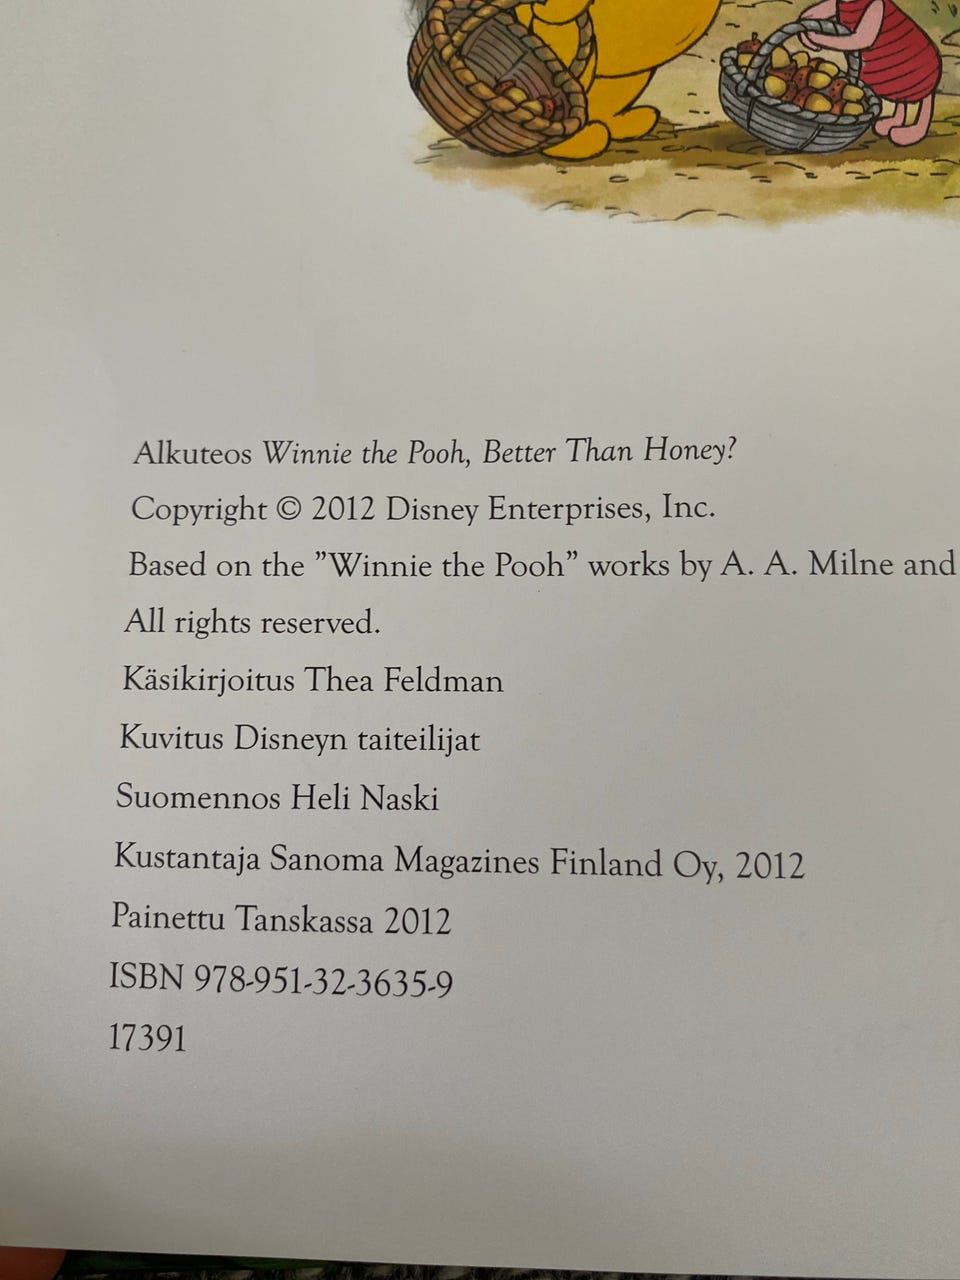 Alkuteos Winnie the Pooh, Better Than Honey?
Copyright © 2012 Disney Enterprises, Inc.
Based on the ”Winnie the Pooh” works by A. A. Milne and
All rights reserved.
Käsikirjoitus Thea Feldman
Kuvitus Disneyn taiteilijat
Suomennos Heli Naski
Kustantaja Sanoma Magazines Finland Oy, 2012
Painettu Tanskassa 2012
ISBN 978-951-32-3635-9
17391